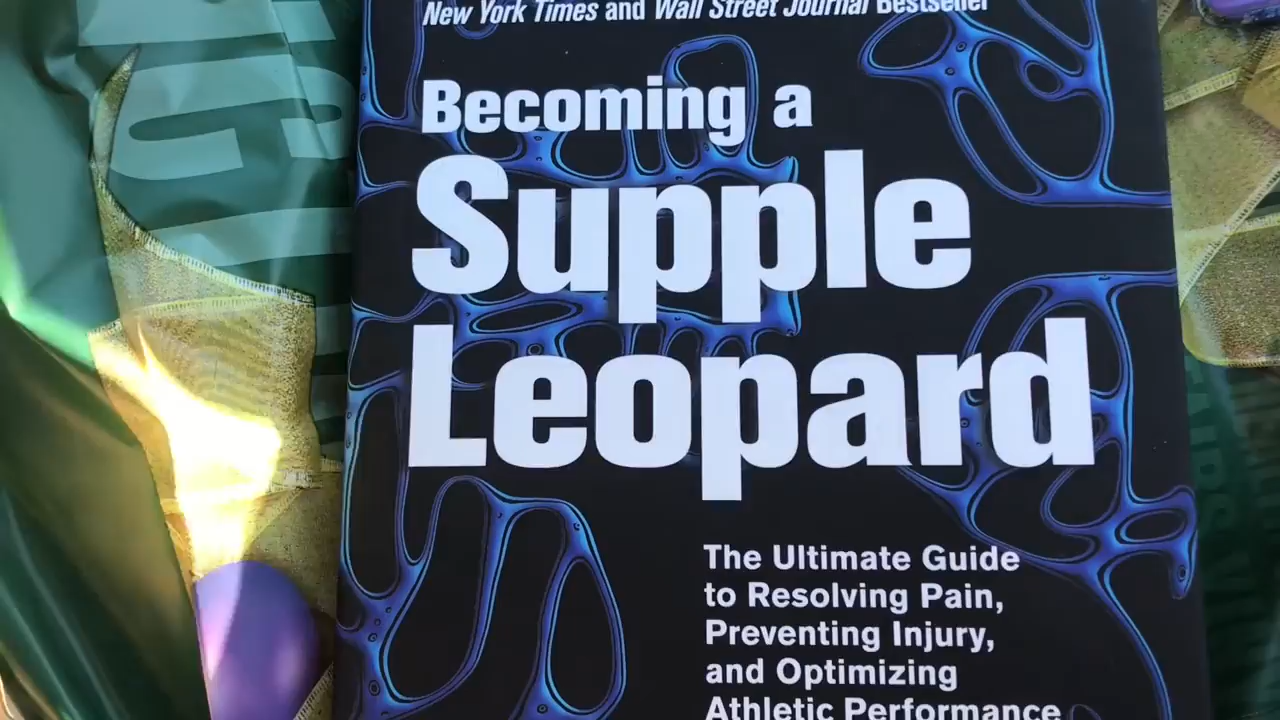 New York Times and Wall Street Journal Bestseller
Becoming a
Supple
Leopard
The Ultimate Guide
to Resolving Pain,
Preventing Injury,
and Optimizing
Athletic Performance